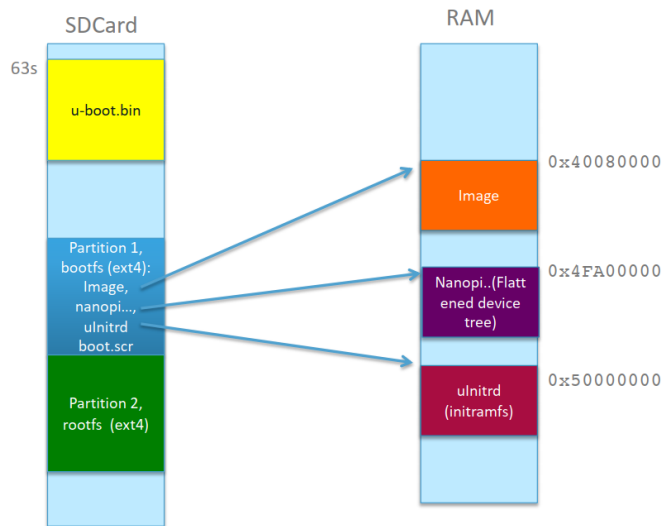 SDCard
63s
u-boot.bin
Partition 1,
bootfs (ext4):
Image,
nanopi...,
uInitrd
boot.scr
Partition 2,
rootfs (ext4)
RAM
0x40080000
Image
0x4FA00000
Nanopi..(Flatt
ened device
tree)
0x50000000
uInitrd
(initramfs)